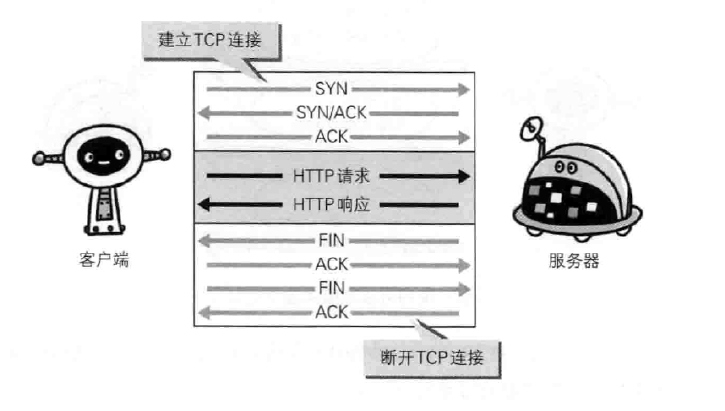 建立TCP连接
SYN
SYN/ACK
ACK
HTTP请求
HTTP响应
FIN
ACK
FIN
ACK
客户端
服务器
断开TCP连接